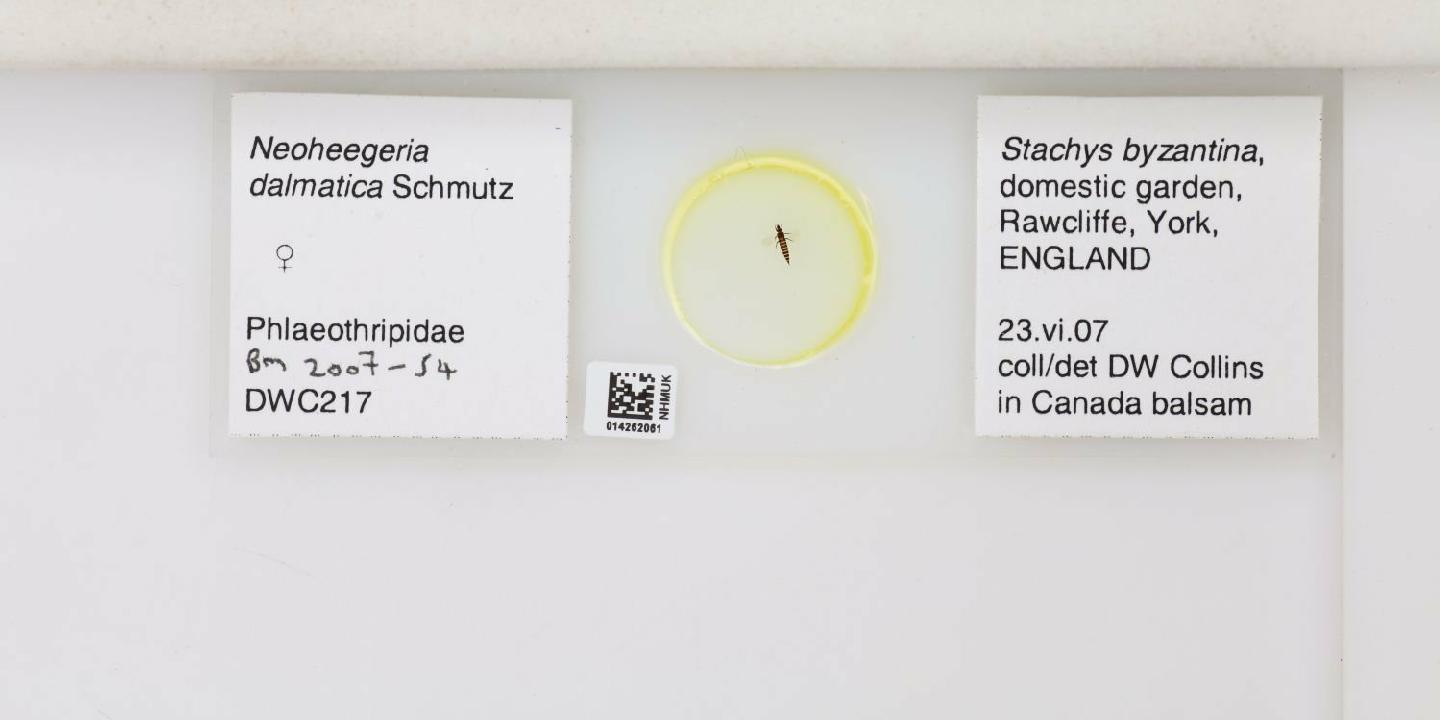 Neoheegeria
dalmatica Schmutz
♀
Phlaeothripidae
Bm 2007-54
DWC217
NHMUK
014262061
Stachys byzantina,
domestic garden,
Rawcliffe, York,
ENGLAND
23.vi.07
coll/det DW Collins
in Canada balsam